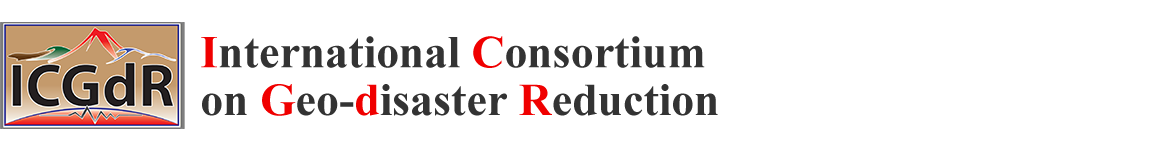 ICGdR
International Consortium
on Geo-disaster Reduction